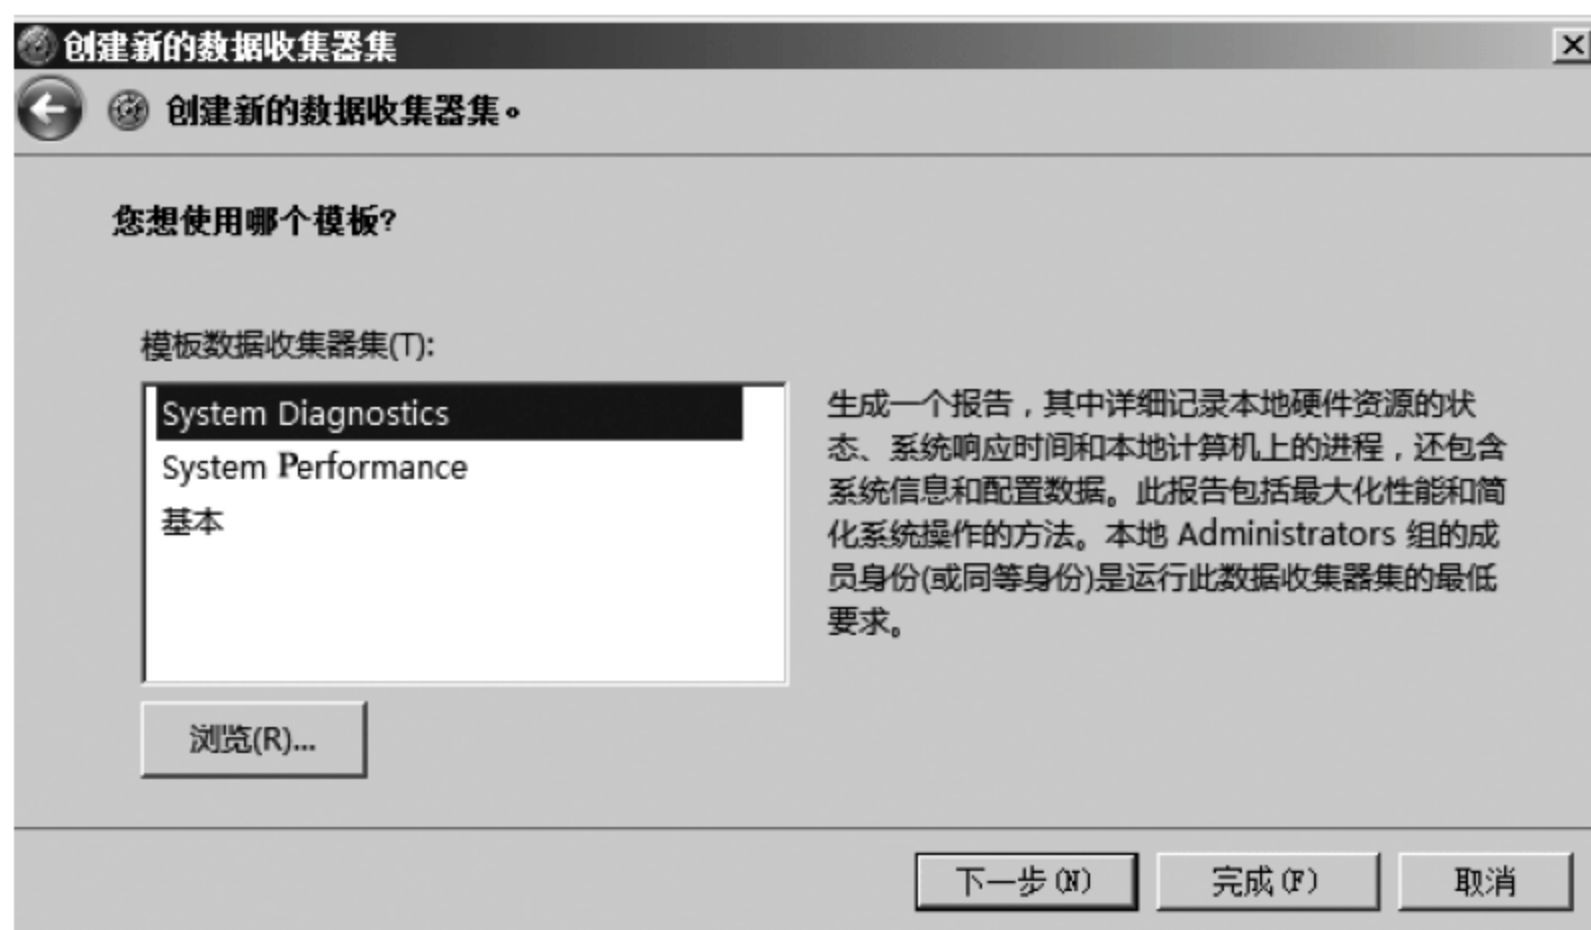 创建新的数据收集器集
创建新的数据收集器集。
您想使用哪个模板?
模板数据收集器集(T):
System Diagnostics
System Performance
基本
生成一个报告，其中详细记录本地硬件资源的状
态、系统响应时间和本地计算机上的进程，还包含
系统信息和配置数据。此报告包括最大化性能和简
化系统操作的方法。本地 Administrators 组的成
员身份(或同等身份)是运行此数据收集器集的最低
要求。
浏览(R)...
下一步(N)
完成(F)
取消